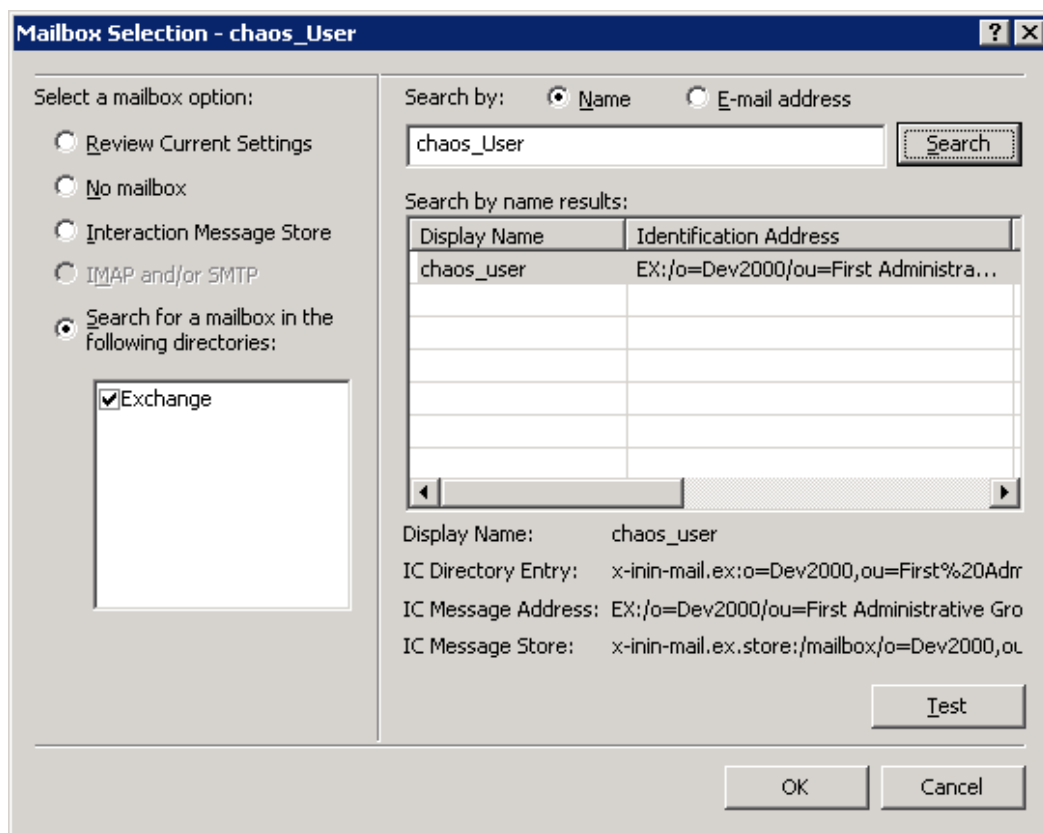 Mailbox Selection - chaos_User
Select a mailbox option:
Review Current Settings
No mailbox
Interaction Message Store
IMAP and/or SMTP
Search for a mailbox in the
following directories:
Exchange
Search by:
Name
E-mail address
chaos_User
Search
Search by name results:
Display Name
Identification Address
chaos_user
EX:/o=Dev2000/ou=First Administra...
Display Name:
chaos_user
IC Directory Entry:
x-inin-mail.ex:o=Dev2000,ou=First%20Adm
IC Message Address:
EX:/o=Dev2000/ou=First Administrative Gro
IC Message Store:
x-inin-mail.ex.store:/mailbox/o=Dev2000,ou
Test
OK
Cancel